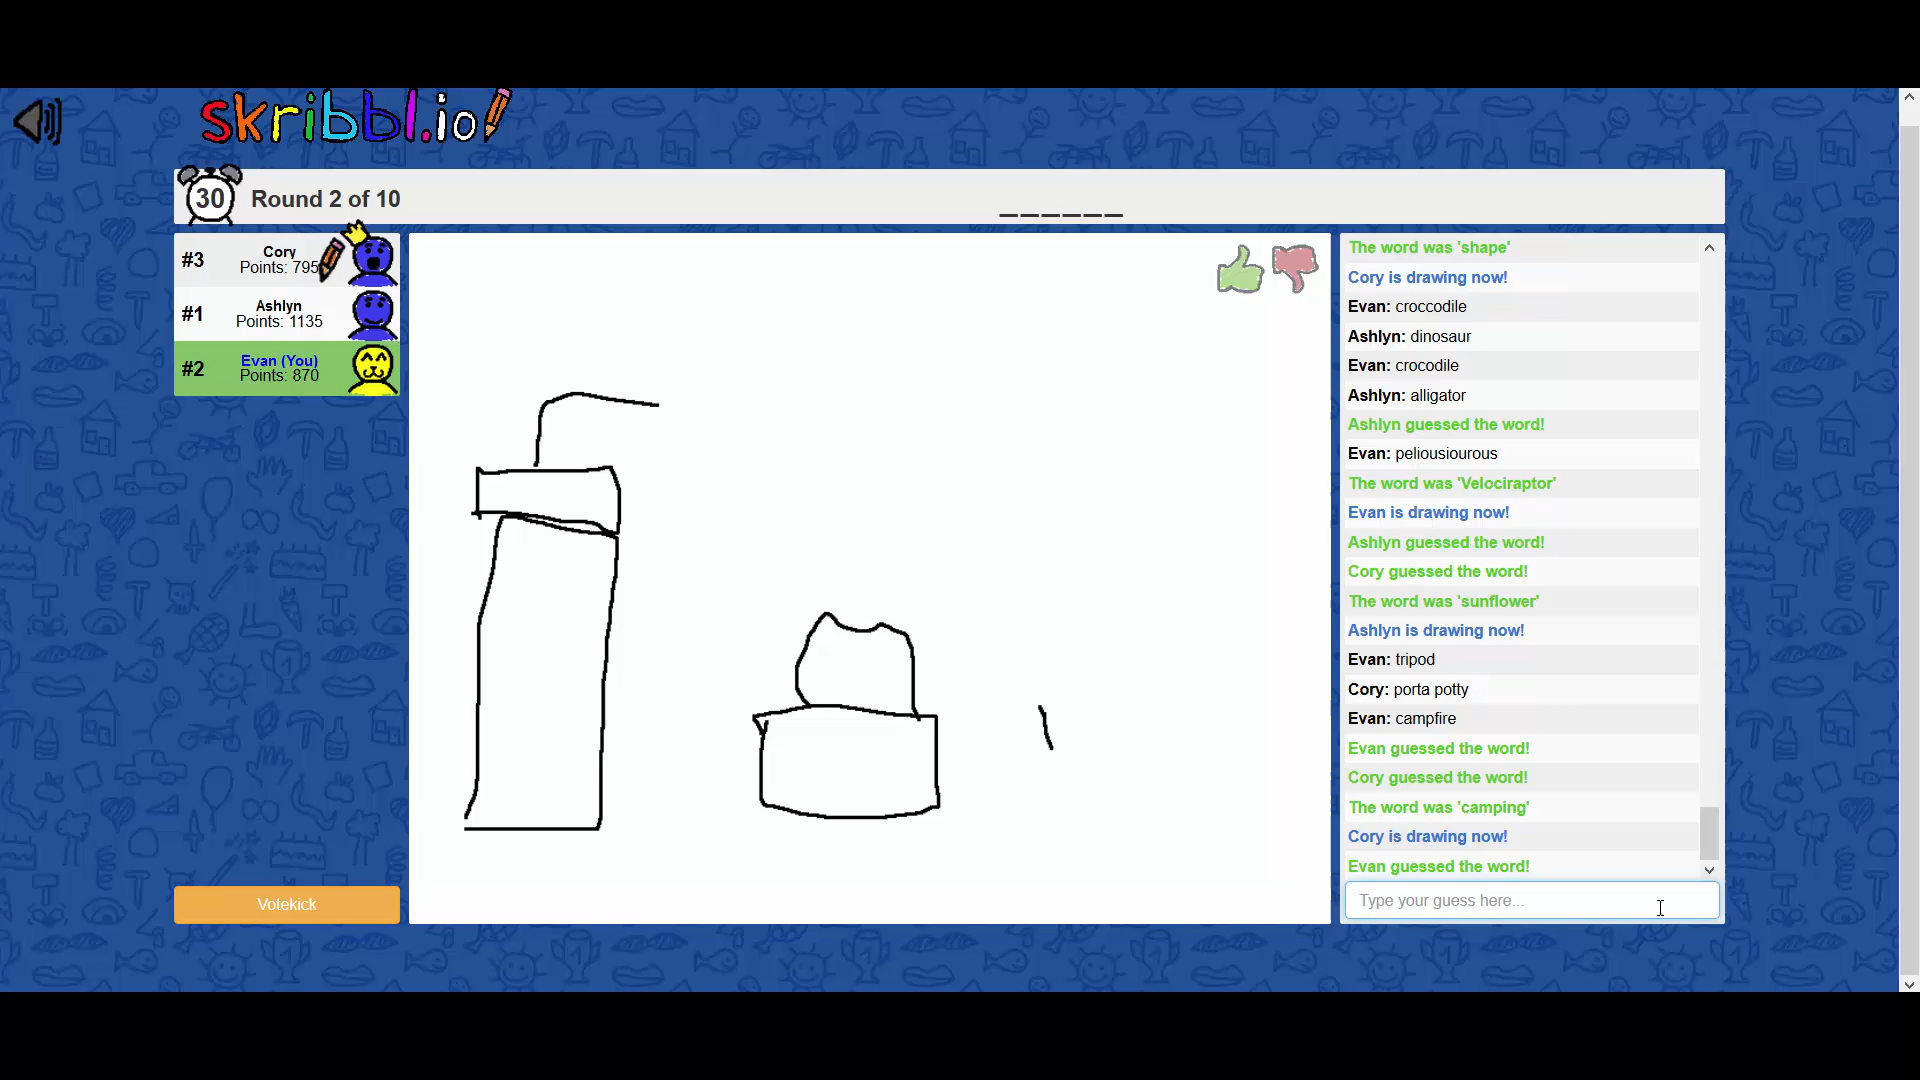 skribbl.io
30
Round 2 of 10
______
#3
Cory
Points: 795
#1
Ashlyn
Points: 1135
#2
Evan (You)
Points: 870
Votekick
The word was 'shape'
Cory is drawing now!
Evan: croccodile
Ashlyn: dinosaur
Evan: crocodile
Ashlyn: alligator
Ashlyn guessed the word!
Evan: peliousiourous
The word was 'Velociraptor'
Evan is drawing now!
Ashlyn guessed the word!
Cory guessed the word!
The word was 'sunflower'
Ashlyn is drawing now!
Evan: tripod
Cory: porta potty
Evan: campfire
Evan guessed the word!
Cory guessed the word!
The word was 'camping'
Cory is drawing now!
Evan guessed the word!
Type your guess here...